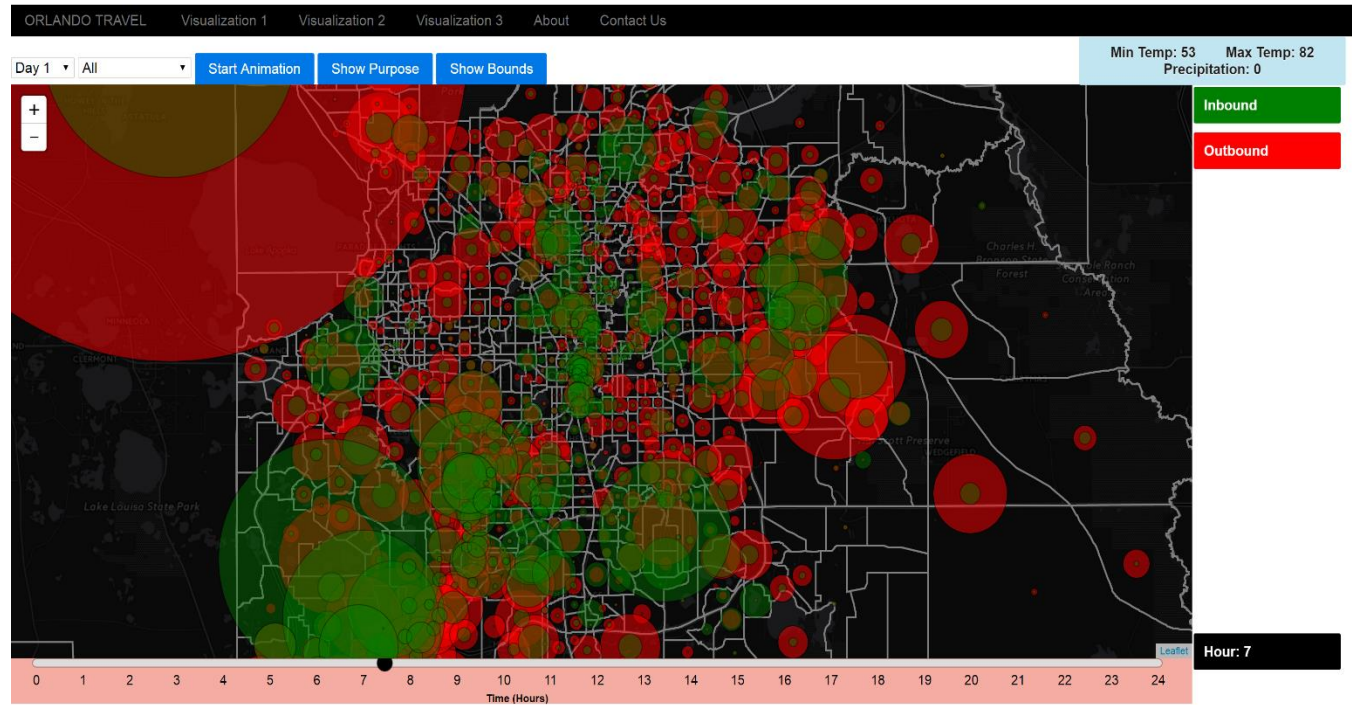 ORLANDO TRAVEL Visualization 1 Visualization 2 Visualization 3 About Contact Us
Min Temp: 53 Max Temp: 82
Precipitation: 0
Day 1 All Start Animation Show Purpose Show Bounds
+
−
Inbound
Outbound
Park
Charles H.
Bronson State
Forest
Ranch
Area
MINNEOLA
CLERMONT
Scott Preserve
WEDGEFIELD
Lake Louisa State Park
Leaflet
Hour: 7
0 1 2 3 4 5 6 7 8 9 10 11 12 13 14 15 16 17 18 19 20 21 22 23 24
Time (Hours)